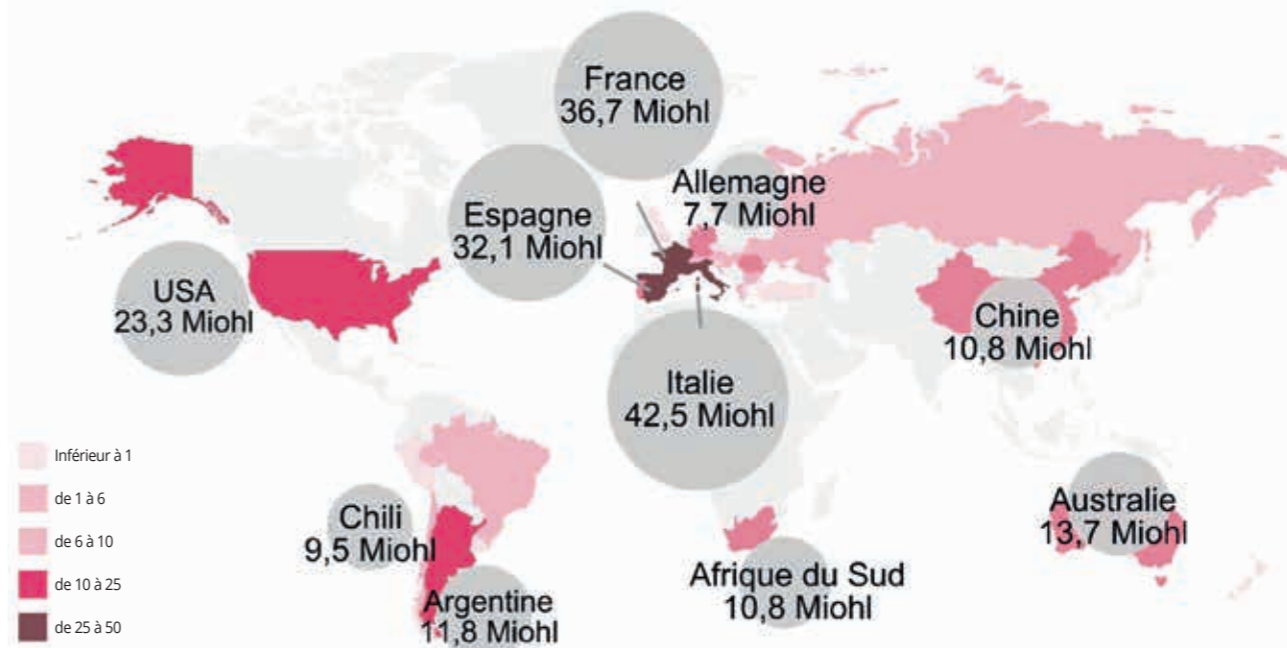 France
36,7 Miohl
Allemagne
7,7 Miohl
Espagne
32,1 Miohl
USA
23,3 Miohl
Chine
10,8 Miohl
Italie
42,5 Miohl
Inférieur à 1
de 1 à 6
de 6 à 10
de 10 à 25
de 25 à 50
Chili
9,5 Miohl
Argentine
11,8 Miohl
Afrique du Sud
10,8 Miohl
Australie
13,7 Miohl